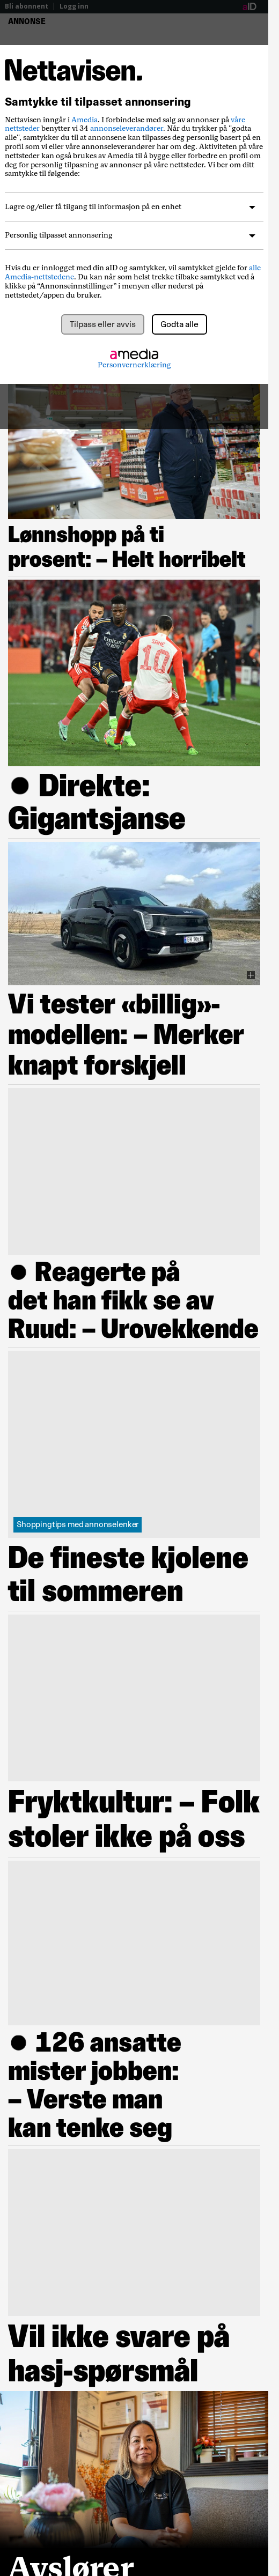 Bli abonnent | Logg inn
aID
ANNONSE
Nettavisen.
Samtykke til tilpasset annonsering
Nettavisen inngår i Amedia. I forbindelse med salg av annonser på våre
nettsteder benytter vi 34 annonseleverandører. Når du trykker på "godta
alle", samtykker du til at annonsene kan tilpasses deg personlig basert på en
profil som vi eller våre annonseleverandører har om deg. Aktiviteten på våre
nettsteder kan også brukes av Amedia til å bygge eller forbedre en profil om
deg for personlig tilpasning av annonser på våre nettsteder. Vi ber om ditt
samtykke til følgende:
Lagre og/eller få tilgang til informasjon på en enhet
Personlig tilpasset annonsering
Hvis du er innlogget med din aID og samtykker, vil samtykket gjelde for alle
Amedia-nettstedene. Du kan når som helst trekke tilbake samtykket ved å
klikke på “Annonseinnstillinger” i menyen eller nederst på
nettstedet/appen du bruker.
Tilpass eller avvis
Godta alle
amedia
Personvernerklæring
Lønnshopp på ti
prosent: – Helt horribelt
● Direkte:
Gigantsjanse
Vi tester «billig»-
modellen: – Merker
knapt forskjell
● Reagerte på
det han fikk se av
Ruud: – Urovekkende
Shoppingtips med annonselenker
De fineste kjolene
til sommeren
Fryktkultur: – Folk
stoler ikke på oss
● 126 ansatte
mister jobben:
– Verste man
kan tenke seg
Vil ikke svare på
hasj-spørsmål
Avslører